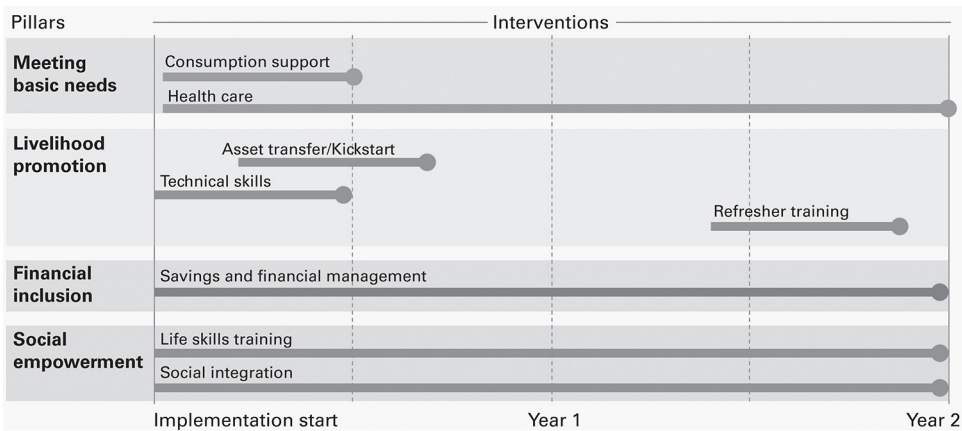 Pillars
Interventions
Meeting
basic needs
Consumption support
Health care
Livelihood
promotion
Asset transfer/Kickstart
Technical skills
Refresher training
Financial
inclusion
Savings and financial management
Social
empowerment
Life skills training
Social integration
Implementation start
Year 1
Year 2